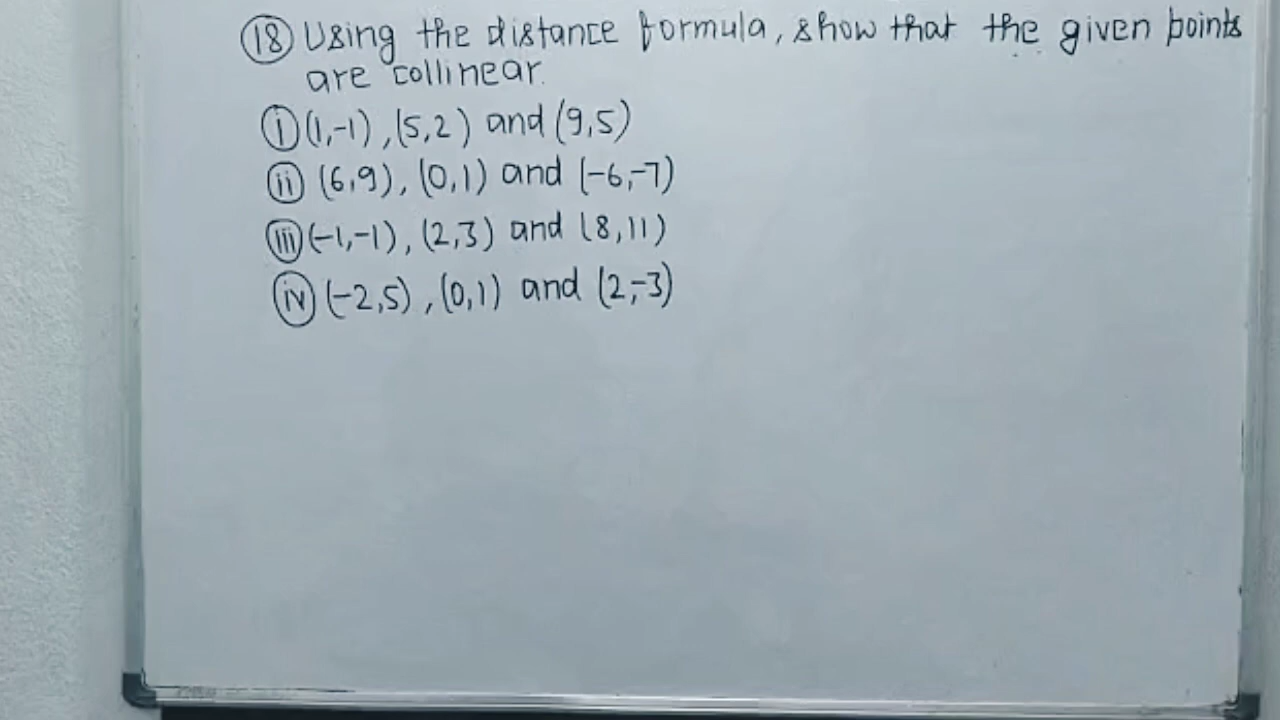 18 Using the distance formula, show that the given points
are collinear.
i (1,-1), (5,2) and (9,5)
ii (6,9), (0,1) and (-6,-7)
iii (-1,-1), (2,3) and (8,11)
iv (-2,5), (0,1) and (2,-3)